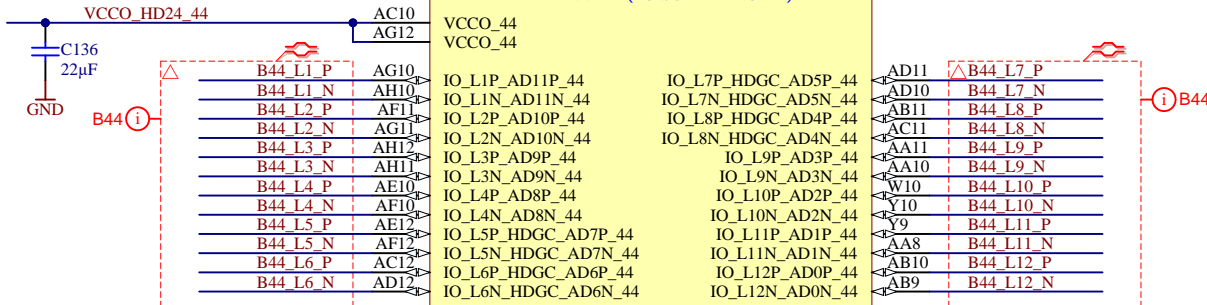 VCCO_HD24_44 AC10 VCCO_44
AG12 VCCO_44
C136
22µF
GND
B44 i
B44_L1_P AG10 IO_L1P_AD11P_44 IO_L7P_HDGC_AD5P_44 AD11 B44_L7_P
B44_L1_N AH10 IO_L1N_AD11N_44 IO_L7N_HDGC_AD5N_44 AD10 B44_L7_N
B44_L2_P AF11 IO_L2P_AD10P_44 IO_L8P_HDGC_AD4P_44 AB11 B44_L8_P
B44_L2_N AG11 IO_L2N_AD10N_44 IO_L8N_HDGC_AD4N_44 AC11 B44_L8_N
B44_L3_P AH12 IO_L3P_AD9P_44 IO_L9P_AD3P_44 AA11 B44_L9_P
B44_L3_N AH11 IO_L3N_AD9N_44 IO_L9N_AD3N_44 AA10 B44_L9_N
B44_L4_P AE10 IO_L4P_AD8P_44 IO_L10P_AD2P_44 W10 B44_L10_P
B44_L4_N AF10 IO_L4N_AD8N_44 IO_L10N_AD2N_44 Y10 B44_L10_N
B44_L5_P AE12 IO_L5P_HDGC_AD7P_44 IO_L11P_AD1P_44 Y9 B44_L11_P
B44_L5_N AF12 IO_L5N_HDGC_AD7N_44 IO_L11N_AD1N_44 AA8 B44_L11_N
B44_L6_P AC12 IO_L6P_HDGC_AD6P_44 IO_L12P_AD0P_44 AB10 B44_L12_P
B44_L6_N AD12 IO_L6N_HDGC_AD6N_44 IO_L12N_AD0N_44 AB9 B44_L12_N
i B44